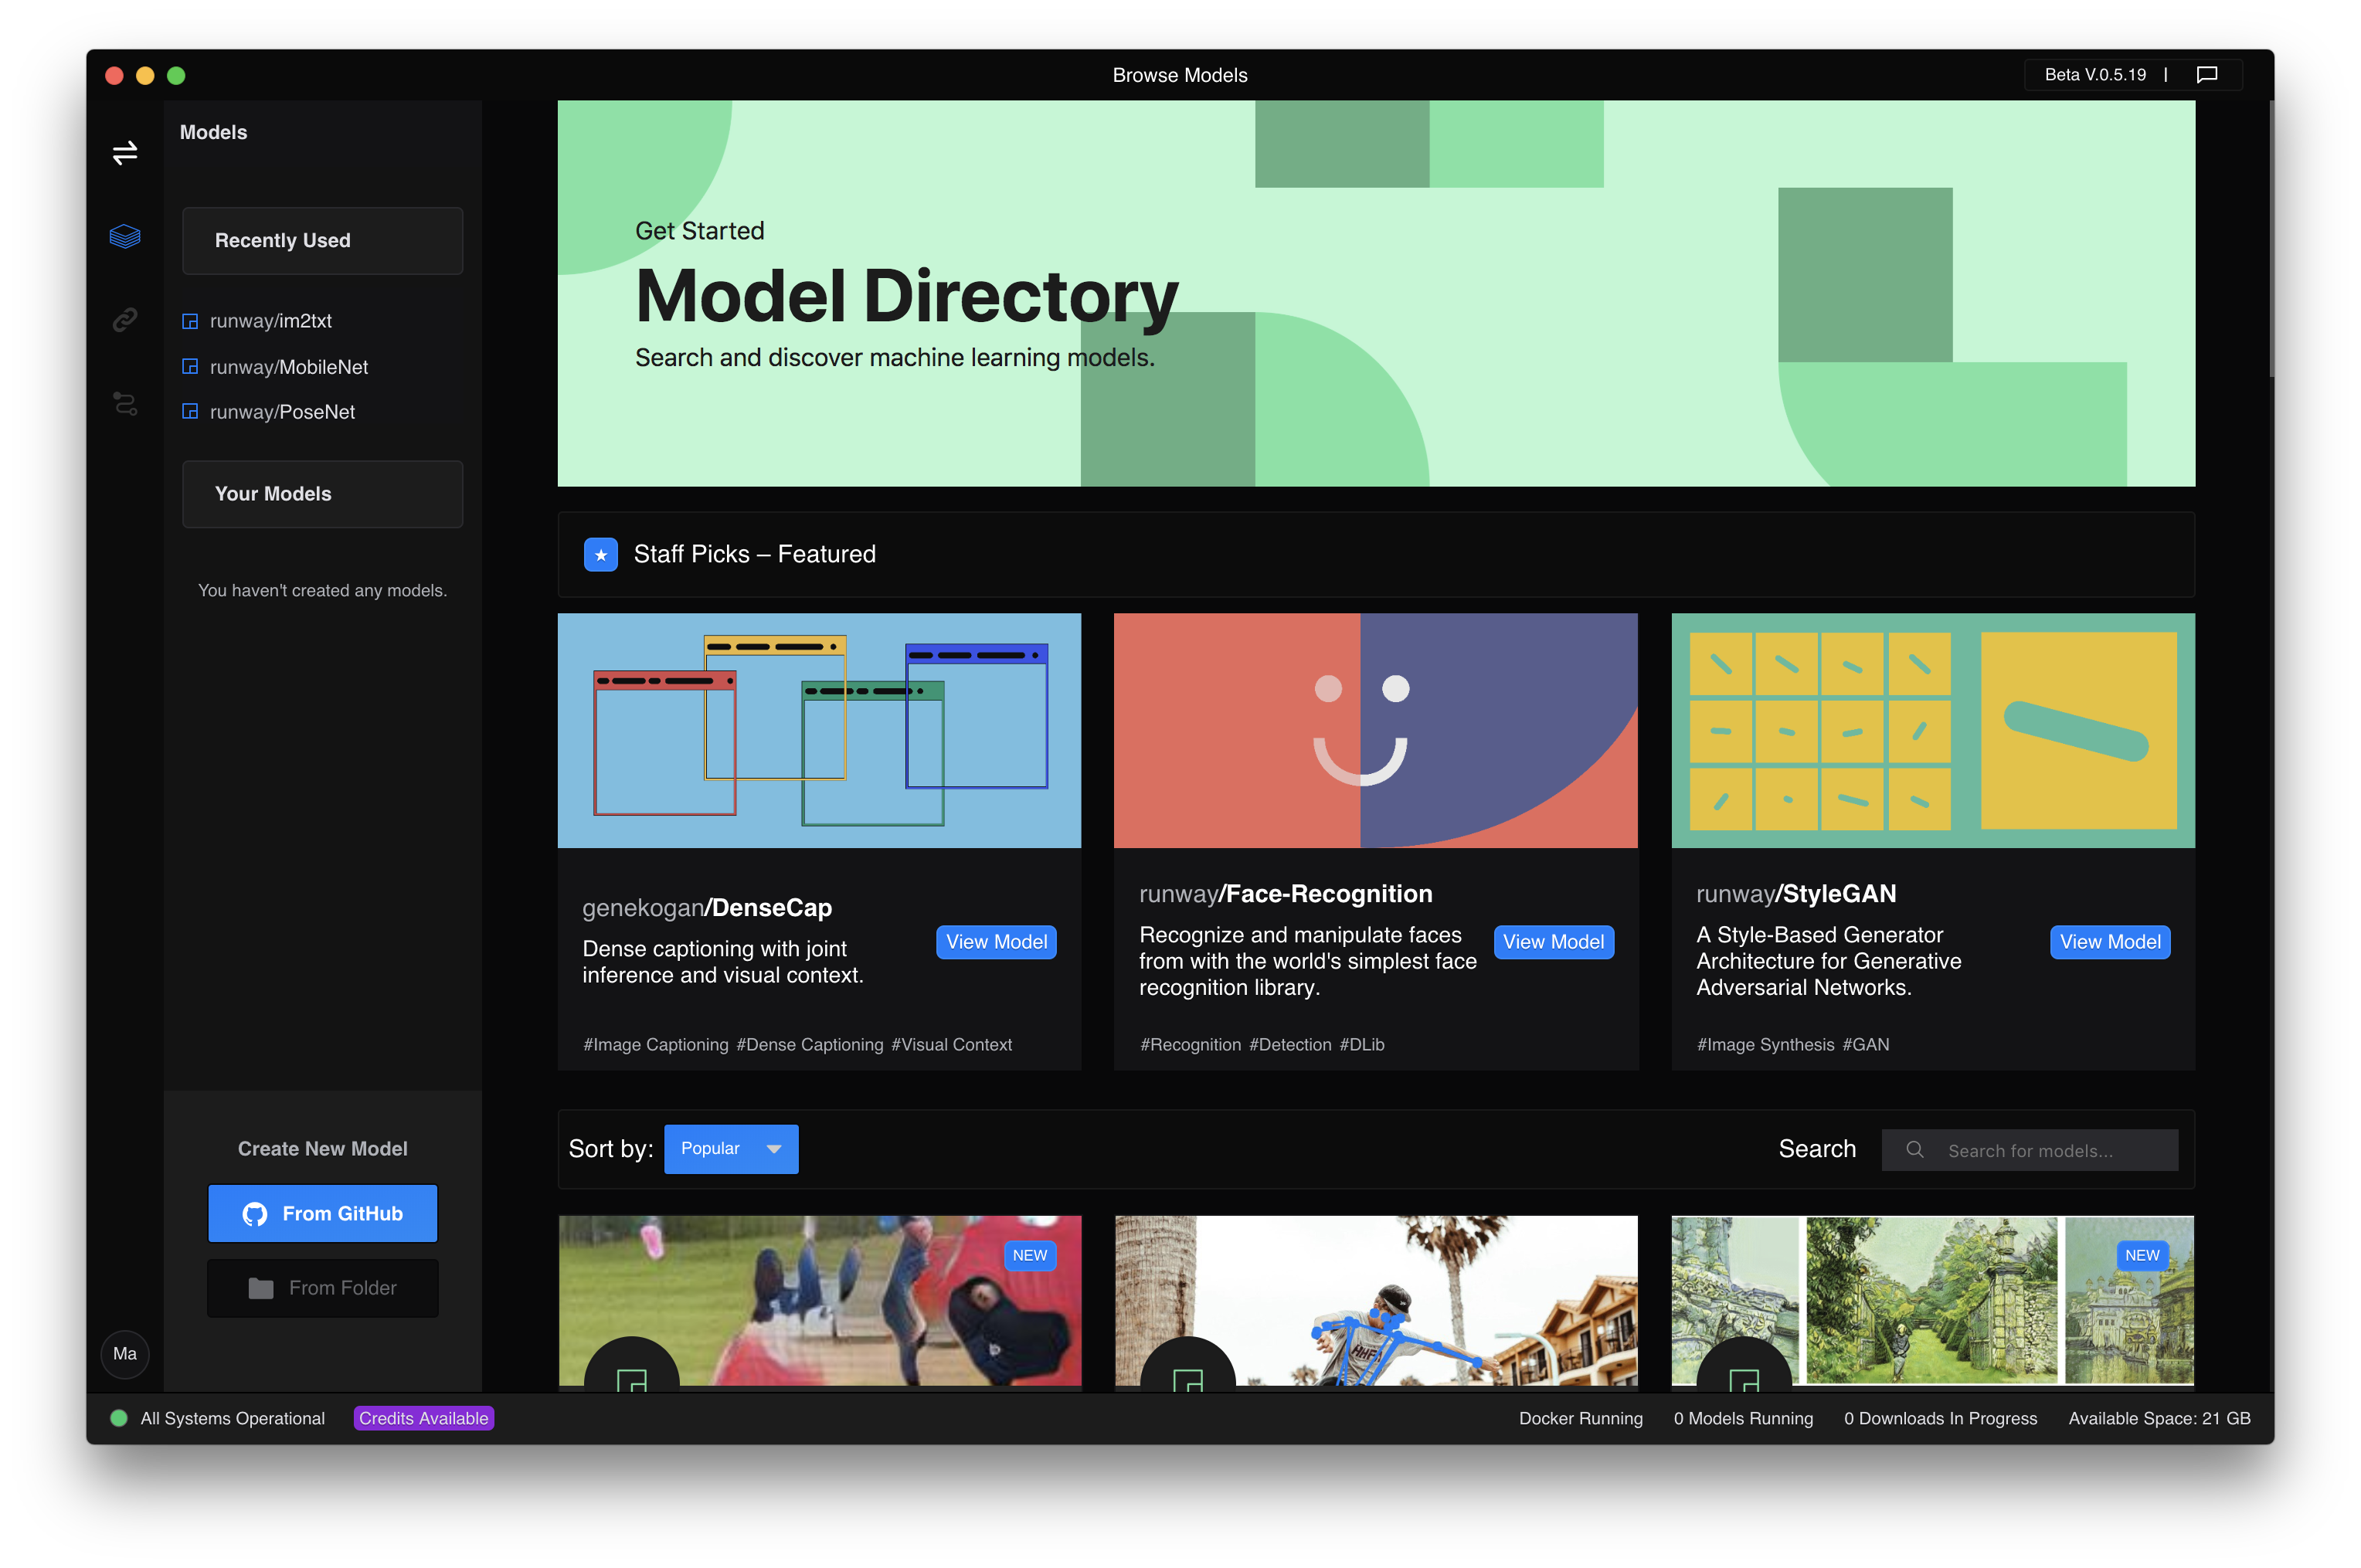 Browse Models
Beta V.0.5.19 |
Models
Recently Used
runway/im2txt
runway/MobileNet
runway/PoseNet
Your Models
You haven't created any models.
Create New Model
From GitHub
From Folder
Ma
Get Started
Model Directory
Search and discover machine learning models.
Staff Picks – Featured
genekogan/DenseCap
Dense captioning with joint
inference and visual context.
View Model
#Image Captioning #Dense Captioning #Visual Context
runway/Face-Recognition
Recognize and manipulate faces
from with the world's simplest face
recognition library.
View Model
#Recognition #Detection #DLib
runway/StyleGAN
A Style-Based Generator
Architecture for Generative
Adversarial Networks.
View Model
#Image Synthesis #GAN
Sort by:
Popular
Search
Search for models...
NEW
NEW
All Systems Operational
Credits Available
Docker Running
0 Models Running
0 Downloads In Progress
Available Space: 21 GB